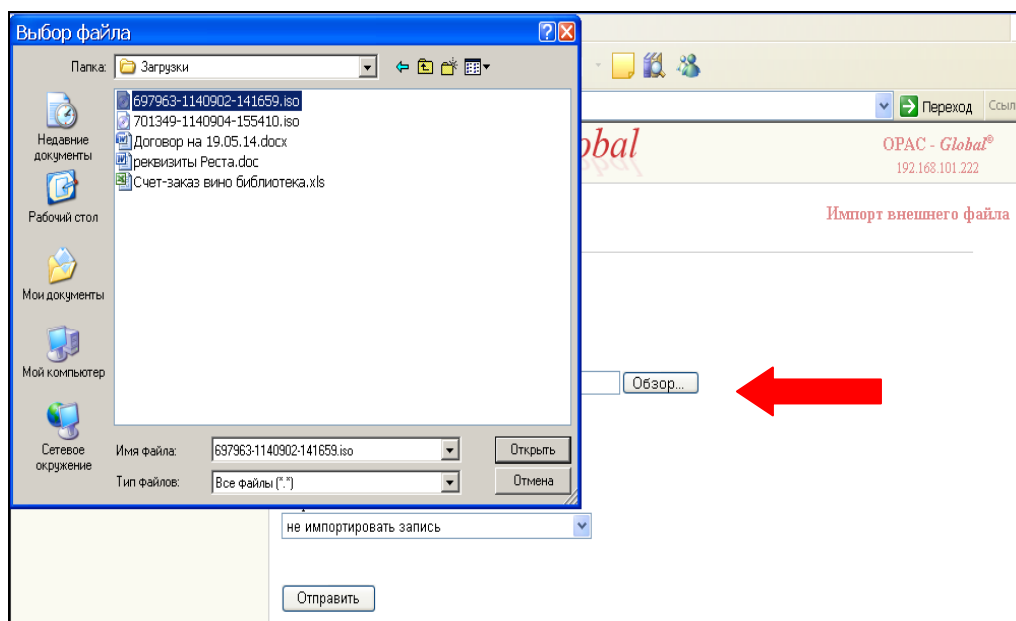 Выбор файла
Папка:
Загрузки
697963-1140902-141659.iso
701349-1140904-155410.iso
Договор на 19.05.14.docx
реквизиты Реста.doc
Счет-заказ вино библиотека.xls
Недавние
документы
Рабочий стол
Мои документы
Мой компьютер
Сетевое
окружение
Имя файла:
697963-1140902-141659.iso
Открыть
Тип файлов:
Все файлы (*.*)
Отмена
Переход
OPAC - Global®
192.168.101.222
Импорт внешнего файла
Обзор...
не импортировать запись
Отправить